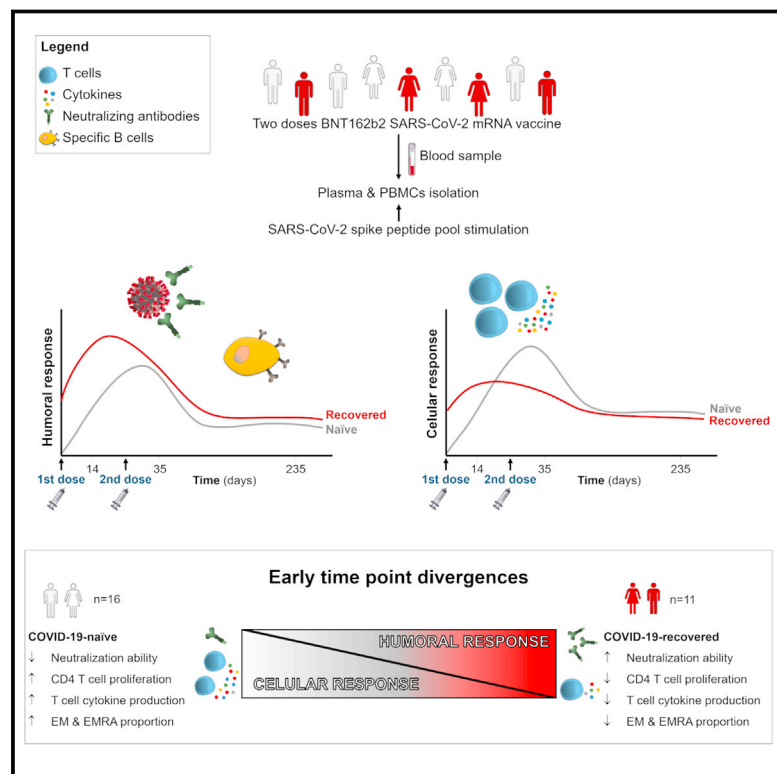 Legend
T cells
Cytokines
Neutralizing antibodies
Specific B cells
Two doses BNT162b2 SARS-CoV-2 mRNA vaccine
Blood sample
Plasma & PBMCs isolation
SARS-CoV-2 spike peptide pool stimulation
Humoral response
Recovered
Naïve
14
35
235
1st dose
2nd dose
Time (days)
Cellular response
Naïve
Recovered
14
35
235
1st dose
2nd dose
Time (days)
Early time point divergences
n=16
COVID-19-naïve
↓ Neutralization ability
↑ CD4 T cell proliferation
↑ T cell cytokine production
↑ EM & EMRA proportion
HUMORAL RESPONSE
CELULAR RESPONSE
n=11
COVID-19-recovered
↑ Neutralization ability
↓ CD4 T cell proliferation
↓ T cell cytokine production
↓ EM & EMRA proportion